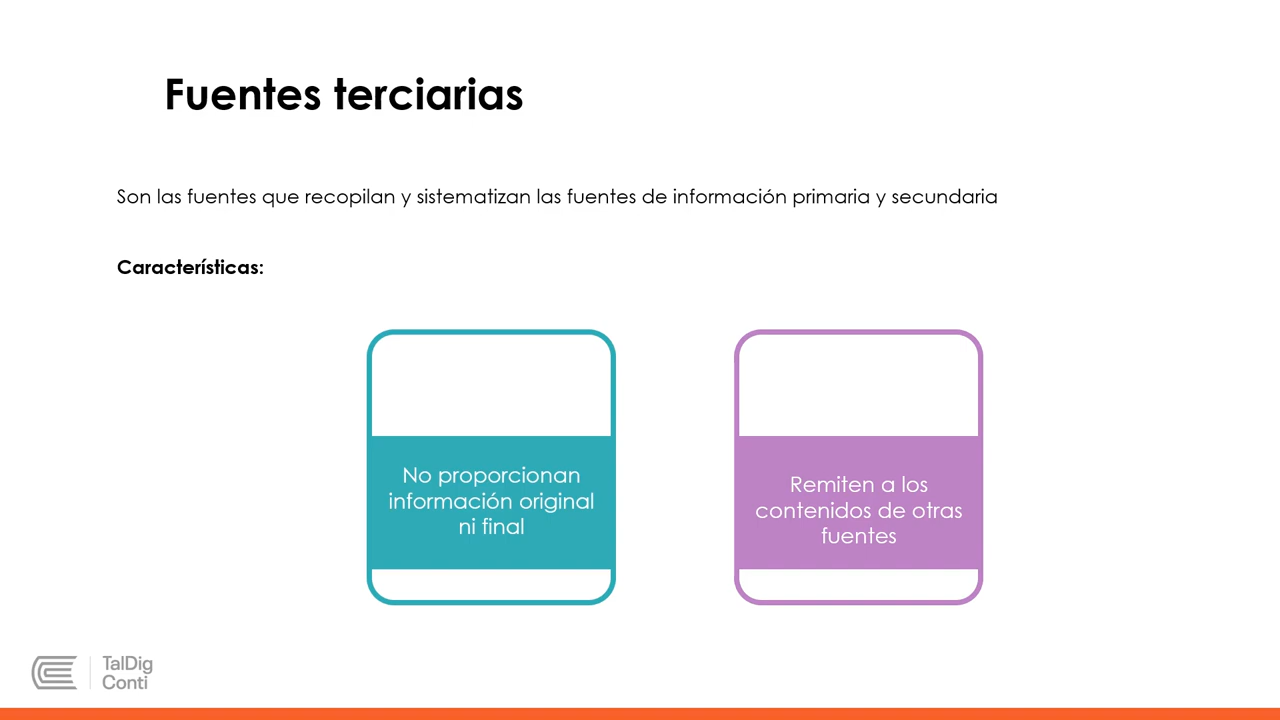 Fuentes terciarias
Son las fuentes que recopilan y sistematizan las fuentes de información primaria y secundaria
Características:
No proporcionan
información original
ni final
Remiten a los
contenidos de otras
fuentes
TalDig
Conti